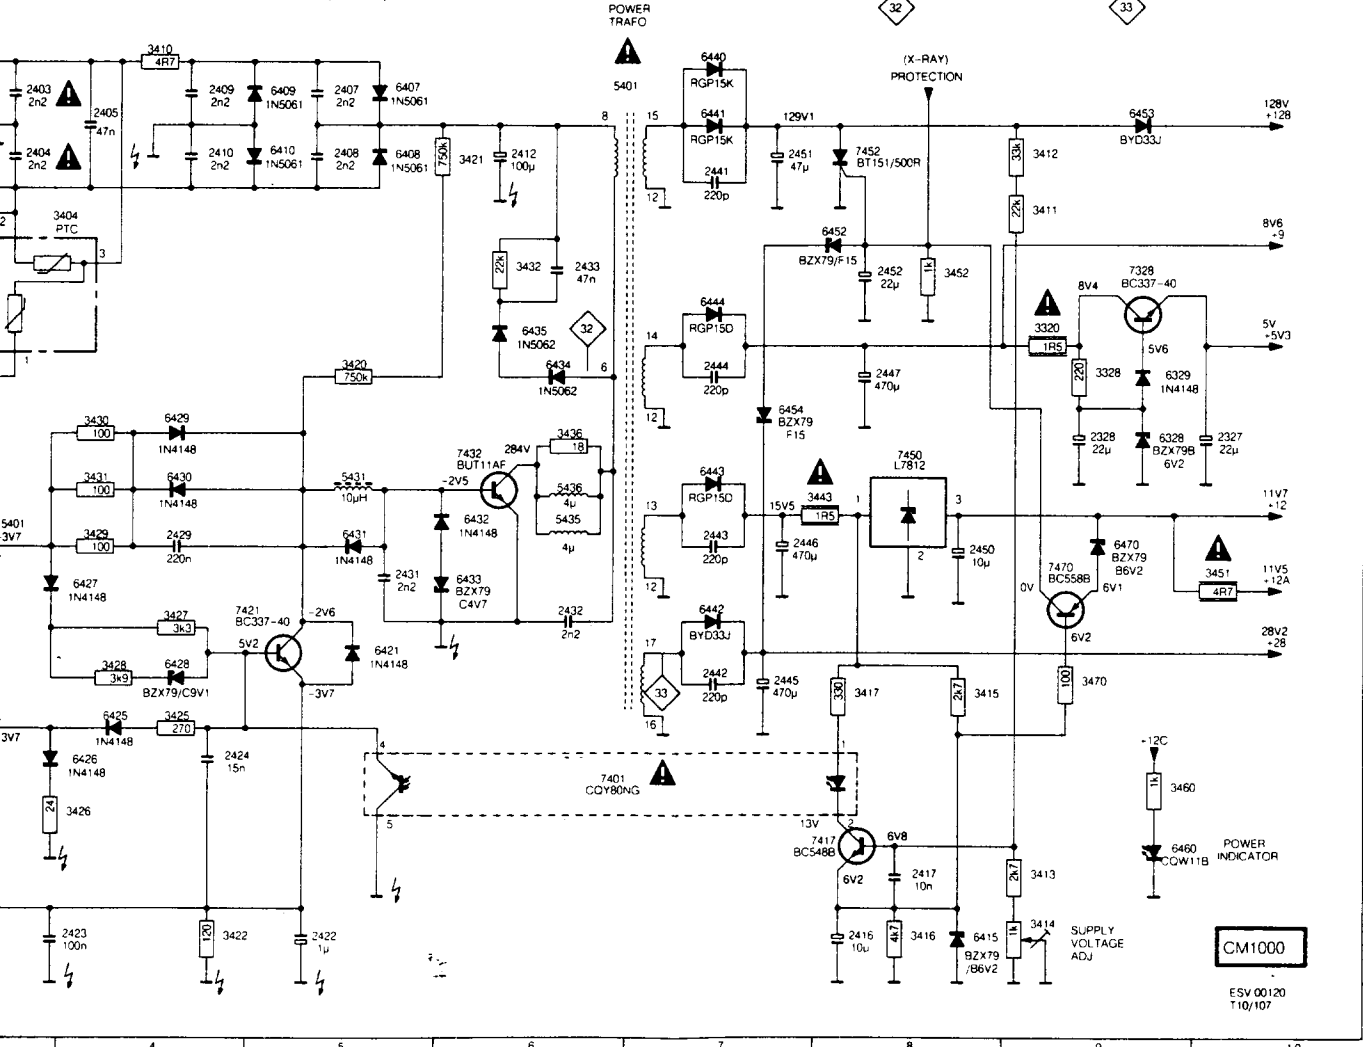 POWER
TRAFO
32
33
3410
4R7
6440
RGP15K
(X-RAY)
PROTECTION
2403
2n2
2405
47n
2409
2n2
6409
1N5061
2407
2n2
6407
1N5061
5401
8
15
6441
RGP15K
129V1
6453
BYD33J
128V
+128
2404
2n2
2410
2n2
6410
1N5061
2408
2n2
6408
1N5061
750k
3421
2412
100µ
12
2441
220p
2451
47µ
7452
BT151/500R
33k
3412
22k
3411
2
3404
PTC
3
1
22k
3432
2433
47n
6452
BZX79/F15
2452
22µ
1k
3452
8V6
+9
8V4
7328
BC337-40
6435
1N5062
32
14
6444
RGP15D
3320
1R5
5V6
5V
+5V3
3420
750k
6434
1N5062
6
2444
220p
2447
470µ
220
3328
6329
1N4148
12
6454
BZX79
F15
2328
22µ
6328
BZX79B
6V2
2327
22µ
3430
100
6429
1N4148
7432
BUT11AF
284V
3436
18
3431
100
6430
1N4148
5431
10µH
-2V5
5436
4µ
5435
4µ
6443
RGP15D
7450
L7812
13
15V5
3443
1R5
1
3
2
11V7
+12
5401
-3V7
3429
100
2429
220n
6431
1N4148
6432
1N4148
2443
220p
2446
470µ
2450
10µ
6470
BZX79
B6V2
3451
4R7
11V5
+12A
6427
1N4148
2431
2n2
6433
BZX79
C4V7
12
7470
BC558B
0V
6V1
7421
BC337-40
-2V6
2432
2n2
6442
BYD33J
6V2
28V2
+28
3427
3k3
5V2
17
3428
3k9
6428
BZX79/C9V1
6421
1N4148
33
2442
220p
2445
470µ
330
3417
2k7
3415
100
3470
-3V7
16
3V7
6425
1N4148
3425
270
4
1
+12C
6426
1N4148
2424
15n
7401
CQY80NG
1k
3460
24
3426
5
13V
2
7417
BC548B
6V8
6V2
2417
10n
2k7
3413
6460
CQW11B
POWER
INDICATOR
2423
100n
120
3422
2422
1µ
2416
10µ
4k7
3416
6415
BZX79
/B6V2
1k
3414
SUPPLY
VOLTAGE
ADJ
CM1000
ESV 00120
T10/107
4
5
6
7
8
9
10